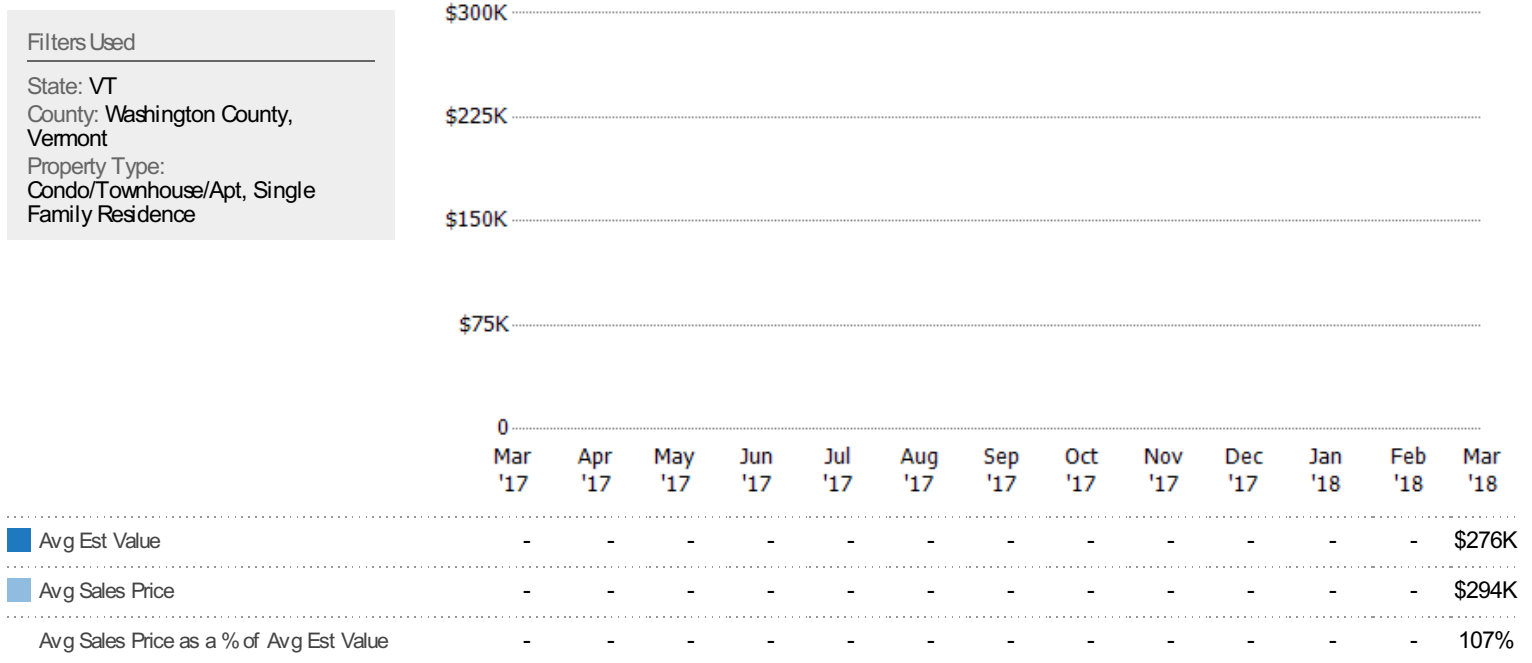 Filters Used
State: VT
County: Washington County,
Vermont
Property Type:
Condo/Townhouse/Apt, Single
Family Residence
$300K
$225K
$150K
$75K
0
Mar Apr May Jun Jul Aug Sep Oct Nov Dec Jan Feb Mar
'17 '17 '17 '17 '17 '17 '17 '17 '17 '17 '18 '18 '18
Avg Est Value - - - - - - - - - - - - $276K
Avg Sales Price - - - - - - - - - - - - $294K
Avg Sales Price as a % of Avg Est Value - - - - - - - - - - - - 107%